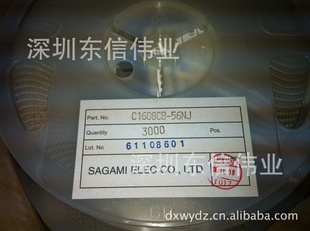 深圳东信伟业
Part No. C1608CB-56NJ
Quantity 3000 Pcs.
Lot. No 61108601
SAGAMI ELEC CO., LTD
深圳东信伟业
dxwydz.cn.1688.com